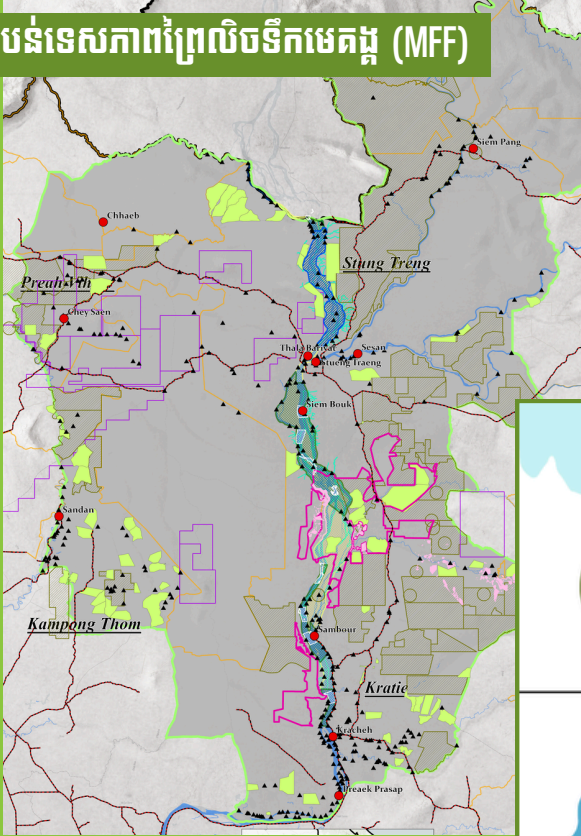 បន់ទេសភាពព្រៃលិចទឹកមេគង្គ (MFF)
Siem Pang
Chhaeb
Stung Treng
Preah Vih
Chey Saen
Thala Barivat
Sesan
Stueng Traeng
Siem Bouk
Sandan
Kampong Thom
Sambour
Kratie
Kracheh
Preaek Prasap